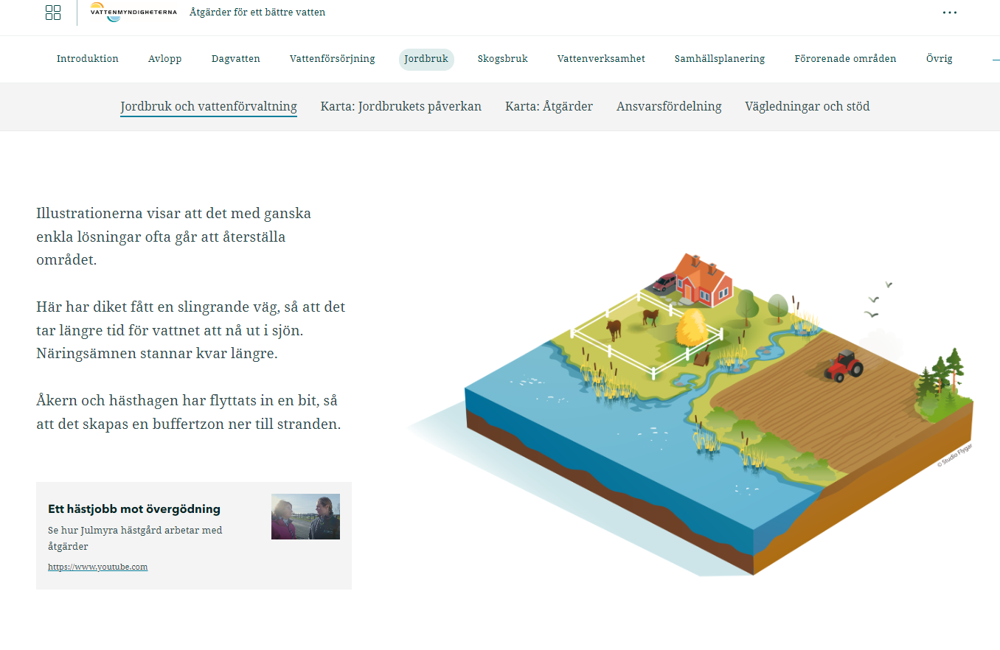 VATTENMYNDIGHETERNA
Åtgärder för ett bättre vatten
Introduktion Avlopp Dagvatten Vattenförsörjning Jordbruk Skogsbruk Vattenverksamhet Samhällsplanering Förorenade områden Övrig
Jordbruk och vattenförvaltning Karta: Jordbrukets påverkan Karta: Åtgärder Ansvarsfördelning Vägledningar och stöd
Illustrationerna visar att det med ganska
enkla lösningar ofta går att återställa
området.
Här har diket fått en slingrande väg, så att det
tar längre tid för vattnet att nå ut i sjön.
Näringsämnen stannar kvar längre.
Åkern och hästhagen har flyttats in en bit, så
att det skapas en buffertzon ner till stranden.
Ett hästjobb mot övergödning
Se hur Julmyra hästgård arbetar med
åtgärder
https://www.youtube.com
© Studio Flygar